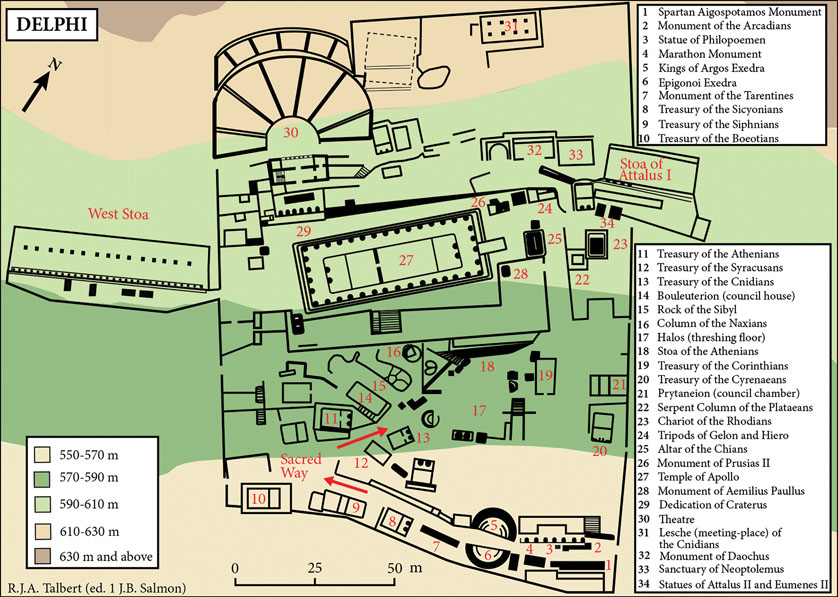 DELPHI
N
1 Spartan Aigospotamos Monument
2 Monument of the Arcadians
3 Statue of Philopoemen
4 Marathon Monument
5 Kings of Argos Exedra
6 Epigonoi Exedra
7 Monument of the Tarentines
8 Treasury of the Sicyonians
9 Treasury of the Siphnians
10 Treasury of the Boeotians
31
30
32
33
Stoa of
Attalus I
West Stoa
26
24
34
29
25
23
27
28
22
16
18
15
19
14
21
11
17
13
20
Sacred
Way
12
10
9
8
5
7
6
4
3
2
1
11 Treasury of the Athenians
12 Treasury of the Syracusans
13 Treasury of the Cnidians
14 Bouleuterion (council house)
15 Rock of the Sibyl
16 Column of the Naxians
17 Halos (threshing floor)
18 Stoa of the Athenians
19 Treasury of the Corinthians
20 Treasury of the Cyrenaeans
21 Prytaneion (council chamber)
22 Serpent Column of the Plataeans
23 Chariot of the Rhodians
24 Tripods of Gelon and Hiero
25 Altar of the Chians
26 Monument of Prusias II
27 Temple of Apollo
28 Monument of Aemilius Paullus
29 Dedication of Craterus
30 Theatre
31 Lesche (meeting-place) of
the Cnidians
32 Monument of Daochus
33 Sanctuary of Neoptolemus
34 Statues of Attalus II and Eumenes II
550-570 m
570-590 m
590-610 m
610-630 m
630 m and above
R.J.A. Talbert (ed. 1 J.B. Salmon)
0 25 50 m